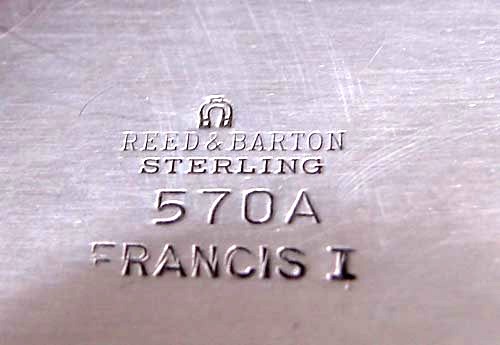 REED & BARTON
STERLING
570A
FRANCIS I